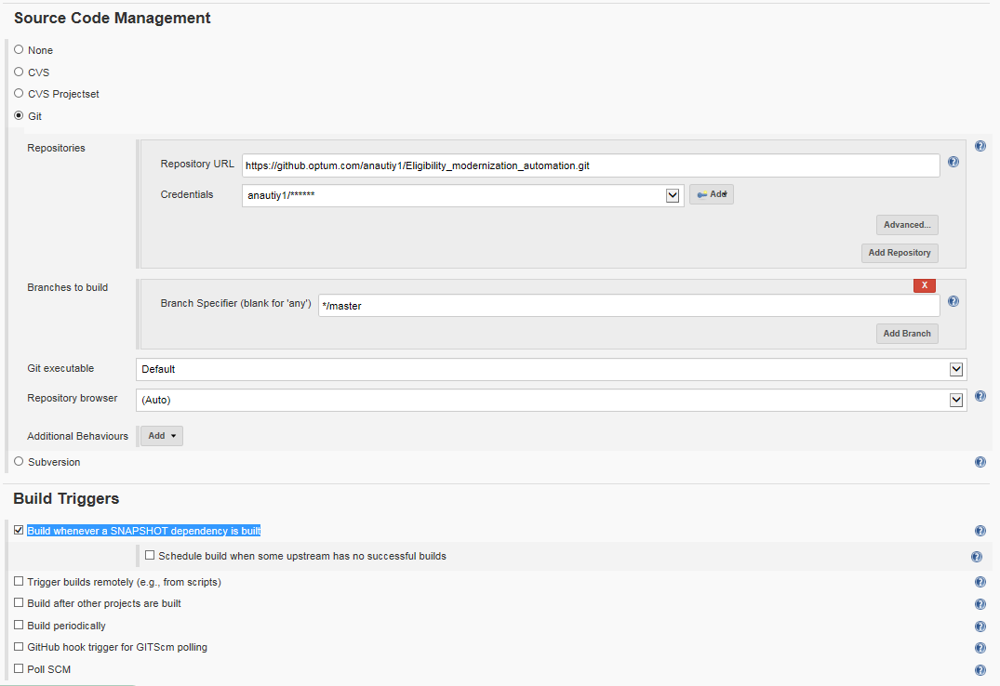 Source Code Management
None
CVS
CVS Projectset
Git
Repositories
Repository URL https://github.optum.com/anautiy1/Eligibility_modernization_automation.git
Credentials anautiy1/****** Add
Advanced...
Add Repository
Branches to build
X
Branch Specifier (blank for 'any') */master
Add Branch
Git executable Default
Repository browser (Auto)
Additional Behaviours Add
Subversion
Build Triggers
Build whenever a SNAPSHOT dependency is built
Schedule build when some upstream has no successful builds
Trigger builds remotely (e.g., from scripts)
Build after other projects are built
Build periodically
GitHub hook trigger for GITScm polling
Poll SCM